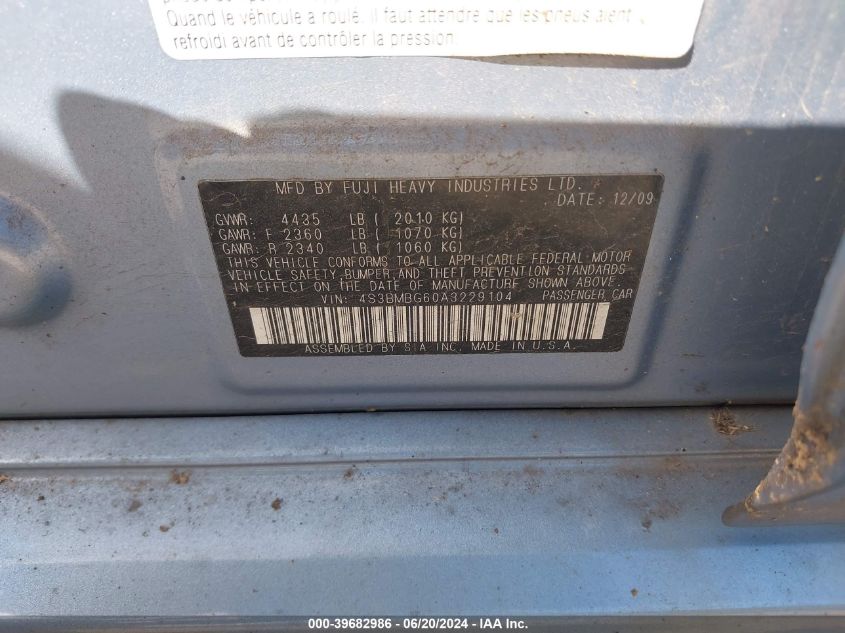 Quand le véhicule a roulé. il faut attendre que les pneus aient
refroidi avant de contrôler la pression.
MFD BY FUJI HEAVY INDUSTRIES LTD.
DATE: 12/09
GVWR: 4435 LB ( 2010 KG)
GAWR: F 2360 LB ( 1070 KG)
GAWR: R 2340 LB ( 1060 KG)
THIS VEHICLE CONFORMS TO ALL APPLICABLE FEDERAL MOTOR
VEHICLE SAFETY,BUMPER,AND THEFT PREVENTION STANDARDS
IN EFFECT ON THE DATE OF MANUFACTURE SHOWN ABOVE.
VIN: 4S3BMBG60A3229104 PASSENGER CAR
ASSEMBLED BY SIA INC. MADE IN U.S.A.
000-39682986 - 06/20/2024 - IAA Inc.